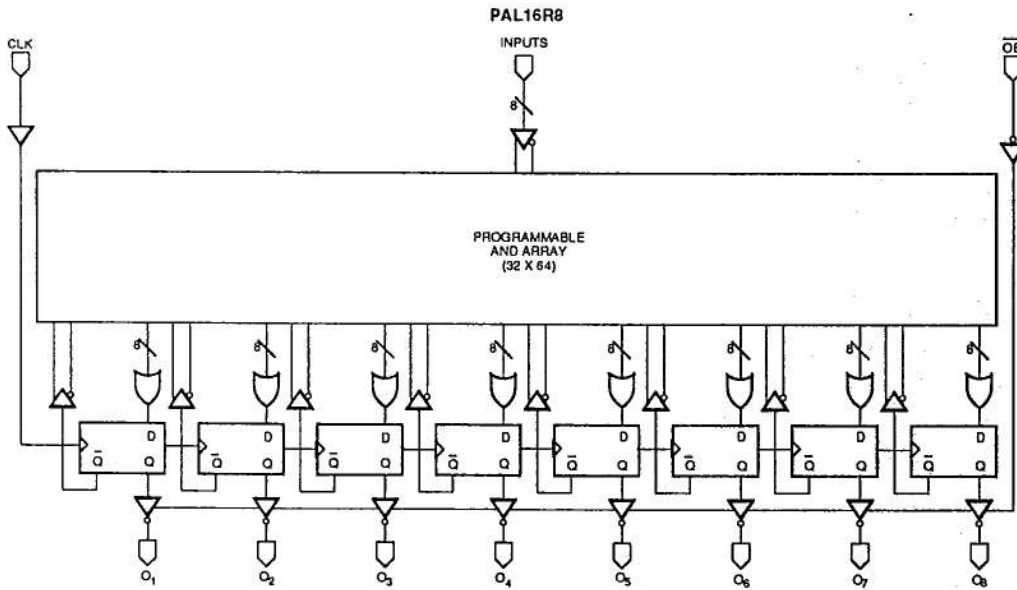 PAL16R8
CLK
INPUTS
OE
8
PROGRAMMABLE
AND ARRAY
(32 X 64)
8 8 8 8 8 8 8 8
D D D D D D D D
Q̅ Q Q̅ Q Q̅ Q Q̅ Q Q̅ Q Q̅ Q Q̅ Q Q̅ Q
O₁ O₂ O₃ O₄ O₅ O₆ O₇ O₈